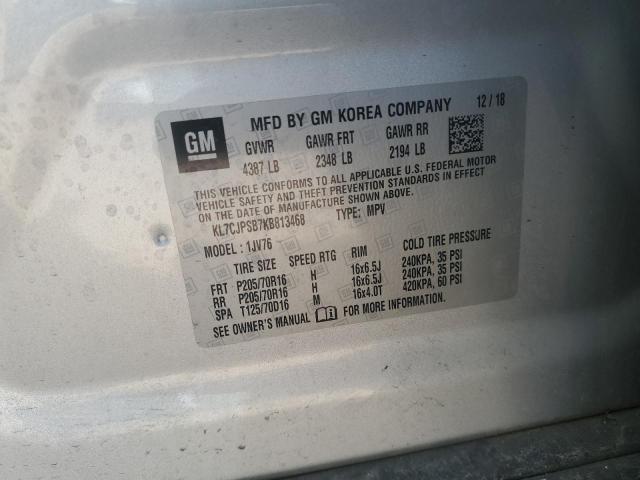 GM
MFD BY GM KOREA COMPANY 12/18
GVWR GAWR FRT GAWR RR
4387 LB 2348 LB 2194 LB
THIS VEHICLE CONFORMS TO ALL APPLICABLE U.S. FEDERAL MOTOR
VEHICLE SAFETY AND THEFT PREVENTION STANDARDS IN EFFECT
ON THE DATE OF MANUFACTURE SHOWN ABOVE.
KL7CJPSB7KB813468 TYPE: MPV
MODEL: 1JV76
TIRE SIZE SPEED RTG RIM COLD TIRE PRESSURE
FRT P205/70R16 H 16x6.5J 240KPA, 35 PSI
RR P205/70R16 H 16x6.5J 240KPA, 35 PSI
SPA T125/70D16 M 16x4.0T 420KPA, 60 PSI
SEE OWNER'S MANUAL FOR MORE INFORMATION.